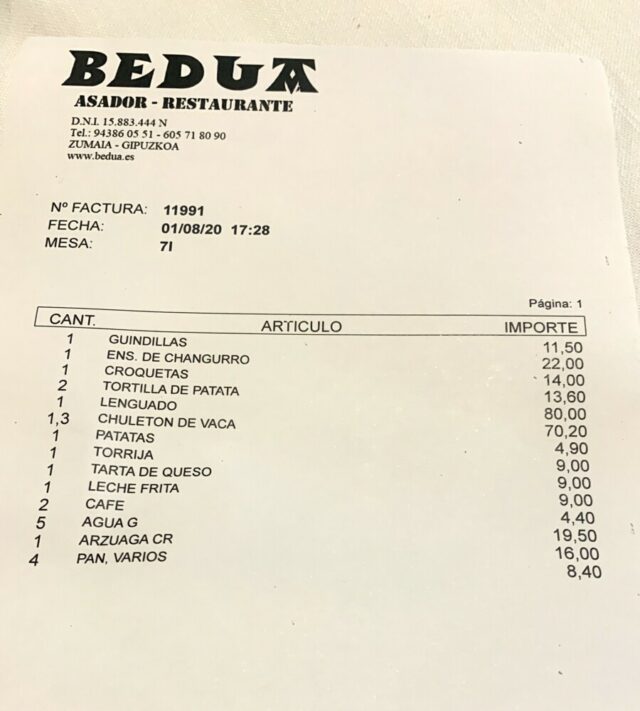 BEDUA
ASADOR - RESTAURANTE
D.N.I. 15.883.444 N
Tel.: 94386 05 51 - 605 71 80 90
ZUMAIA - GIPUZKOA
www.bedua.es
Nº FACTURA: 11991
FECHA: 01/08/20 17:28
MESA: 7I
Página: 1
CANT. ARTICULO IMPORTE
1 GUINDILLAS 11,50
1 ENS. DE CHANGURRO 22,00
1 CROQUETAS 14,00
2 TORTILLA DE PATATA 13,60
1 LENGUADO 80,00
1,3 CHULETON DE VACA 70,20
1 PATATAS 4,90
1 TORRIJA 9,00
1 TARTA DE QUESO 9,00
1 LECHE FRITA 9,00
2 CAFE 4,40
5 AGUA G 19,50
1 ARZUAGA CR 16,00
4 PAN, VARIOS 8,40